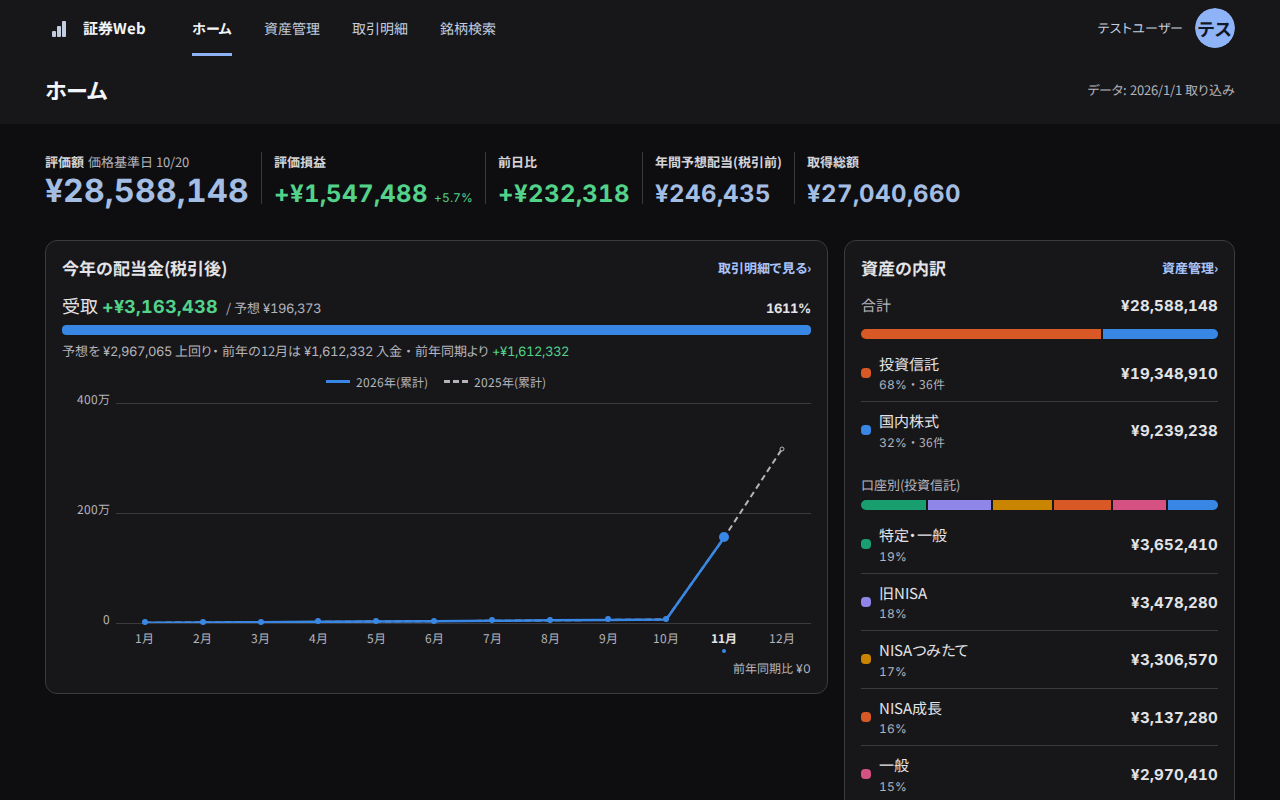 証券Web ホーム 資産管理 取引明細 銘柄検索 テストユーザー テス
ホーム データ: 2026/1/1 取り込み
評価額 価格基準日 10/20
¥28,588,148
評価損益
+¥1,547,488 +5.7%
前日比
+¥232,318
年間予想配当(税引前)
¥246,435
取得総額
¥27,040,660
今年の配当金(税引後) 取引明細で見る›
受取 +¥3,163,438 / 予想 ¥196,373 1611%
予想を ¥2,967,065 上回り・前年の12月は ¥1,612,332 入金・前年同期より +¥1,612,332
2026年(累計) 2025年(累計)
400万
200万
0
1月 2月 3月 4月 5月 6月 7月 8月 9月 10月 11月 12月
前年同期比 ¥0
資産の内訳 資産管理›
合計 ¥28,588,148
投資信託 ¥19,348,910
68%・36件
国内株式 ¥9,239,238
32%・36件
口座別(投資信託)
特定・一般 ¥3,652,410
19%
旧NISA ¥3,478,280
18%
NISAつみたて ¥3,306,570
17%
NISA成長 ¥3,137,280
16%
一般 ¥2,970,410
15%